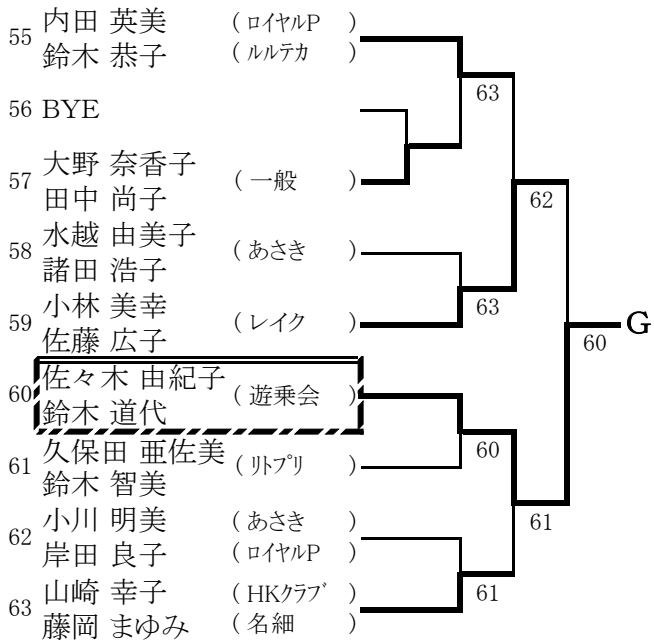 内田 英美 (ロイヤルP )
55
鈴木 恭子 (ルルテカ )
56 BYE
大野 奈香子
57 (一般 )
田中 尚子
水越 由美子
58 (あさき )
諸田 浩子
小林 美幸
59 (レイク )
佐藤 広子
佐々木 由紀子
60 (遊乗会 )
鈴木 道代
久保田 亜佐美
61 (リトプリ )
鈴木 智美
小川 明美 (あさき )
62
岸田 良子 (ロイヤルP )
山崎 幸子 (HKクラブ )
63
藤岡 まゆみ (名細 )
63
62
63
60 G
60
61
61